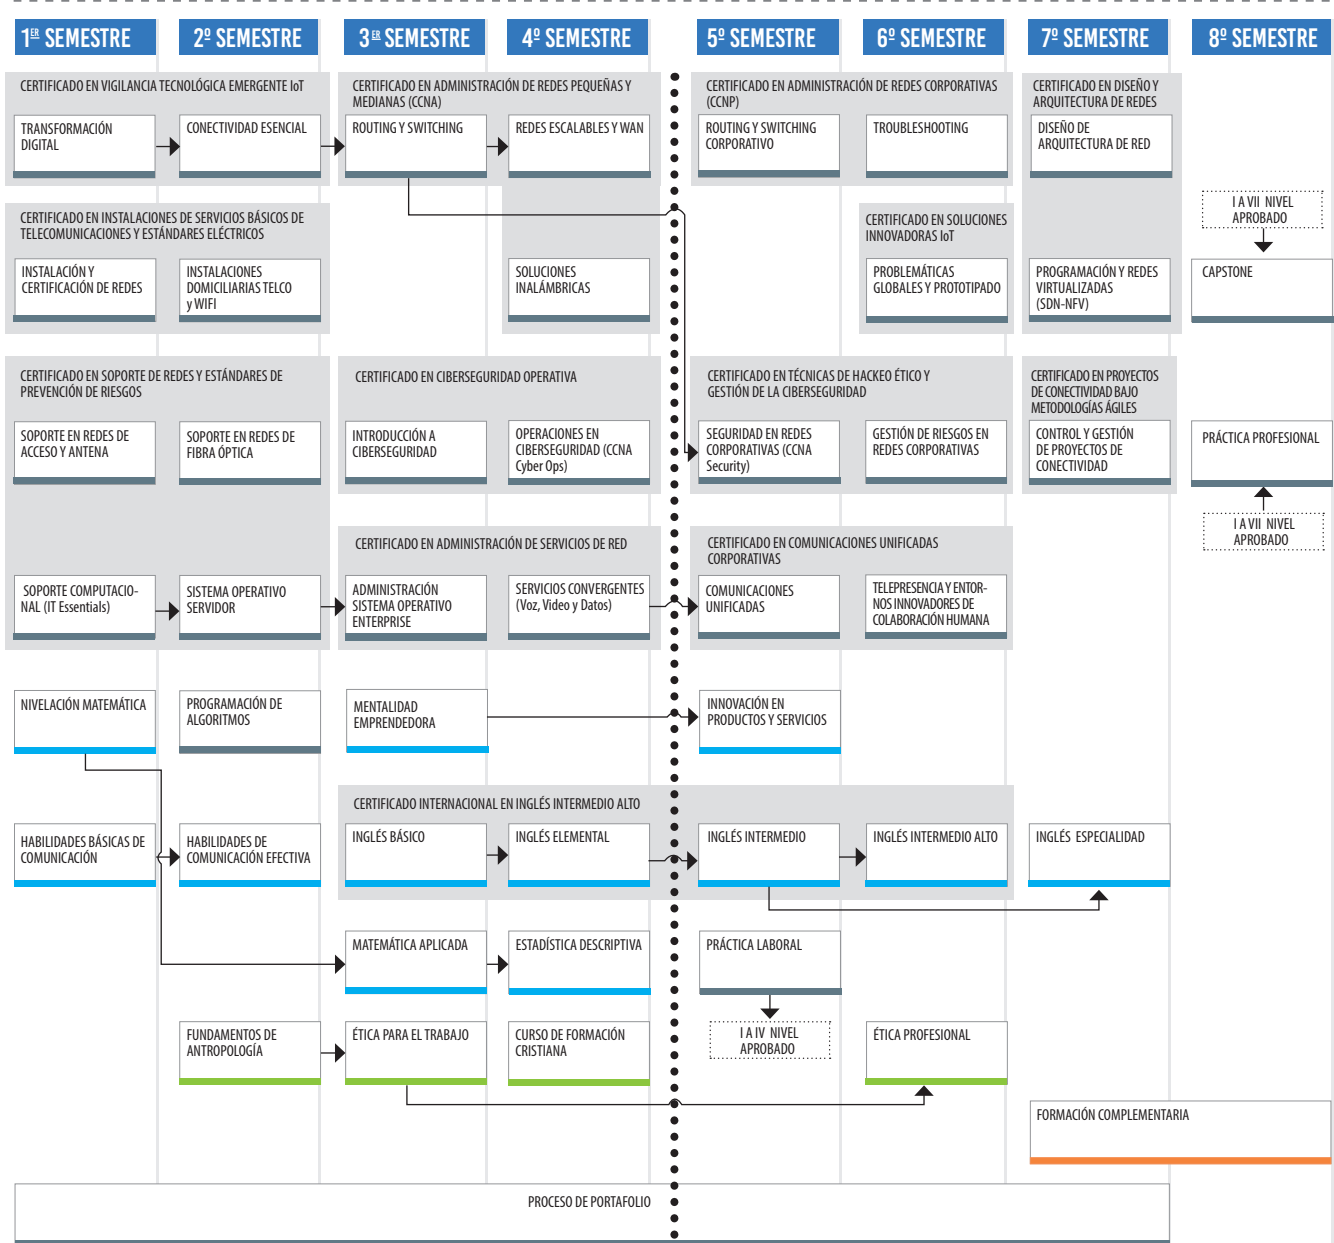 1ER SEMESTRE
2º SEMESTRE
3ER SEMESTRE
4º SEMESTRE
5º SEMESTRE
6º SEMESTRE
7º SEMESTRE
8º SEMESTRE
CERTIFICADO EN VIGILANCIA TECNOLÓGICA EMERGENTE IoT
CERTIFICADO EN ADMINISTRACIÓN DE REDES PEQUEÑAS Y
MEDIANAS (CCNA)
CERTIFICADO EN ADMINISTRACIÓN DE REDES CORPORATIVAS
(CCNP)
CERTIFICADO EN DISEÑO Y
ARQUITECTURA DE REDES
TRANSFORMACIÓN
DIGITAL
CONECTIVIDAD ESENCIAL
ROUTING Y SWITCHING
REDES ESCALABLES Y WAN
ROUTING Y SWITCHING
CORPORATIVO
TROUBLESHOOTING
DISEÑO DE
ARQUITECTURA DE RED
I A VII NIVEL
APROBADO
CERTIFICADO EN INSTALACIONES DE SERVICIOS BÁSICOS DE
TELECOMUNICACIONES Y ESTÁNDARES ELÉCTRICOS
CERTIFICADO EN SOLUCIONES
INNOVADORAS IoT
INSTALACIÓN Y
CERTIFICACIÓN DE REDES
INSTALACIONES
DOMICILIARIAS TELCO
y WIFI
SOLUCIONES
INALÁMBRICAS
PROBLEMÁTICAS
GLOBALES Y PROTOTIPADO
PROGRAMACIÓN Y REDES
VIRTUALIZADAS
(SDN-NFV)
CAPSTONE
CERTIFICADO EN SOPORTE DE REDES Y ESTÁNDARES DE
PREVENCIÓN DE RIESGOS
CERTIFICADO EN CIBERSEGURIDAD OPERATIVA
CERTIFICADO EN TÉCNICAS DE HACKEO ÉTICO Y
GESTIÓN DE LA CIBERSEGURIDAD
CERTIFICADO EN PROYECTOS
DE CONECTIVIDAD BAJO
METODOLOGÍAS ÁGILES
SOPORTE EN REDES DE
ACCESO Y ANTENA
SOPORTE EN REDES DE
FIBRA ÓPTICA
INTRODUCCIÓN A
CIBERSEGURIDAD
OPERACIONES EN
CIBERSEGURIDAD (CCNA
Cyber Ops)
SEGURIDAD EN REDES
CORPORATIVAS (CCNA
Security)
GESTIÓN DE RIESGOS EN
REDES CORPORATIVAS
CONTROL Y GESTIÓN
DE PROYECTOS DE
CONECTIVIDAD
PRÁCTICA PROFESIONAL
I A VII NIVEL
APROBADO
CERTIFICADO EN ADMINISTRACIÓN DE SERVICIOS DE RED
CERTIFICADO EN COMUNICACIONES UNIFICADAS
CORPORATIVAS
SOPORTE COMPUTACIO-
NAL (IT Essentials)
SISTEMA OPERATIVO
SERVIDOR
ADMINISTRACIÓN
SISTEMA OPERATIVO
ENTERPRISE
SERVICIOS CONVERGENTES
(Voz, Video y Datos)
COMUNICACIONES
UNIFICADAS
TELEPRESENCIA Y ENTOR-
NOS INNOVADORES DE
COLABORACIÓN HUMANA
NIVELACIÓN MATEMÁTICA
PROGRAMACIÓN DE
ALGORITMOS
MENTALIDAD
EMPRENDEDORA
INNOVACIÓN EN
PRODUCTOS Y SERVICIOS
CERTIFICADO INTERNACIONAL EN INGLÉS INTERMEDIO ALTO
HABILIDADES BÁSICAS DE
COMUNICACIÓN
HABILIDADES DE
COMUNICACIÓN EFECTIVA
INGLÉS BÁSICO
INGLÉS ELEMENTAL
INGLÉS INTERMEDIO
INGLÉS INTERMEDIO ALTO
INGLÉS ESPECIALIDAD
MATEMÁTICA APLICADA
ESTADÍSTICA DESCRIPTIVA
PRÁCTICA LABORAL
FUNDAMENTOS DE
ANTROPOLOGÍA
ÉTICA PARA EL TRABAJO
CURSO DE FORMACIÓN
CRISTIANA
I A IV NIVEL
APROBADO
ÉTICA PROFESIONAL
FORMACIÓN COMPLEMENTARIA
PROCESO DE PORTAFOLIO